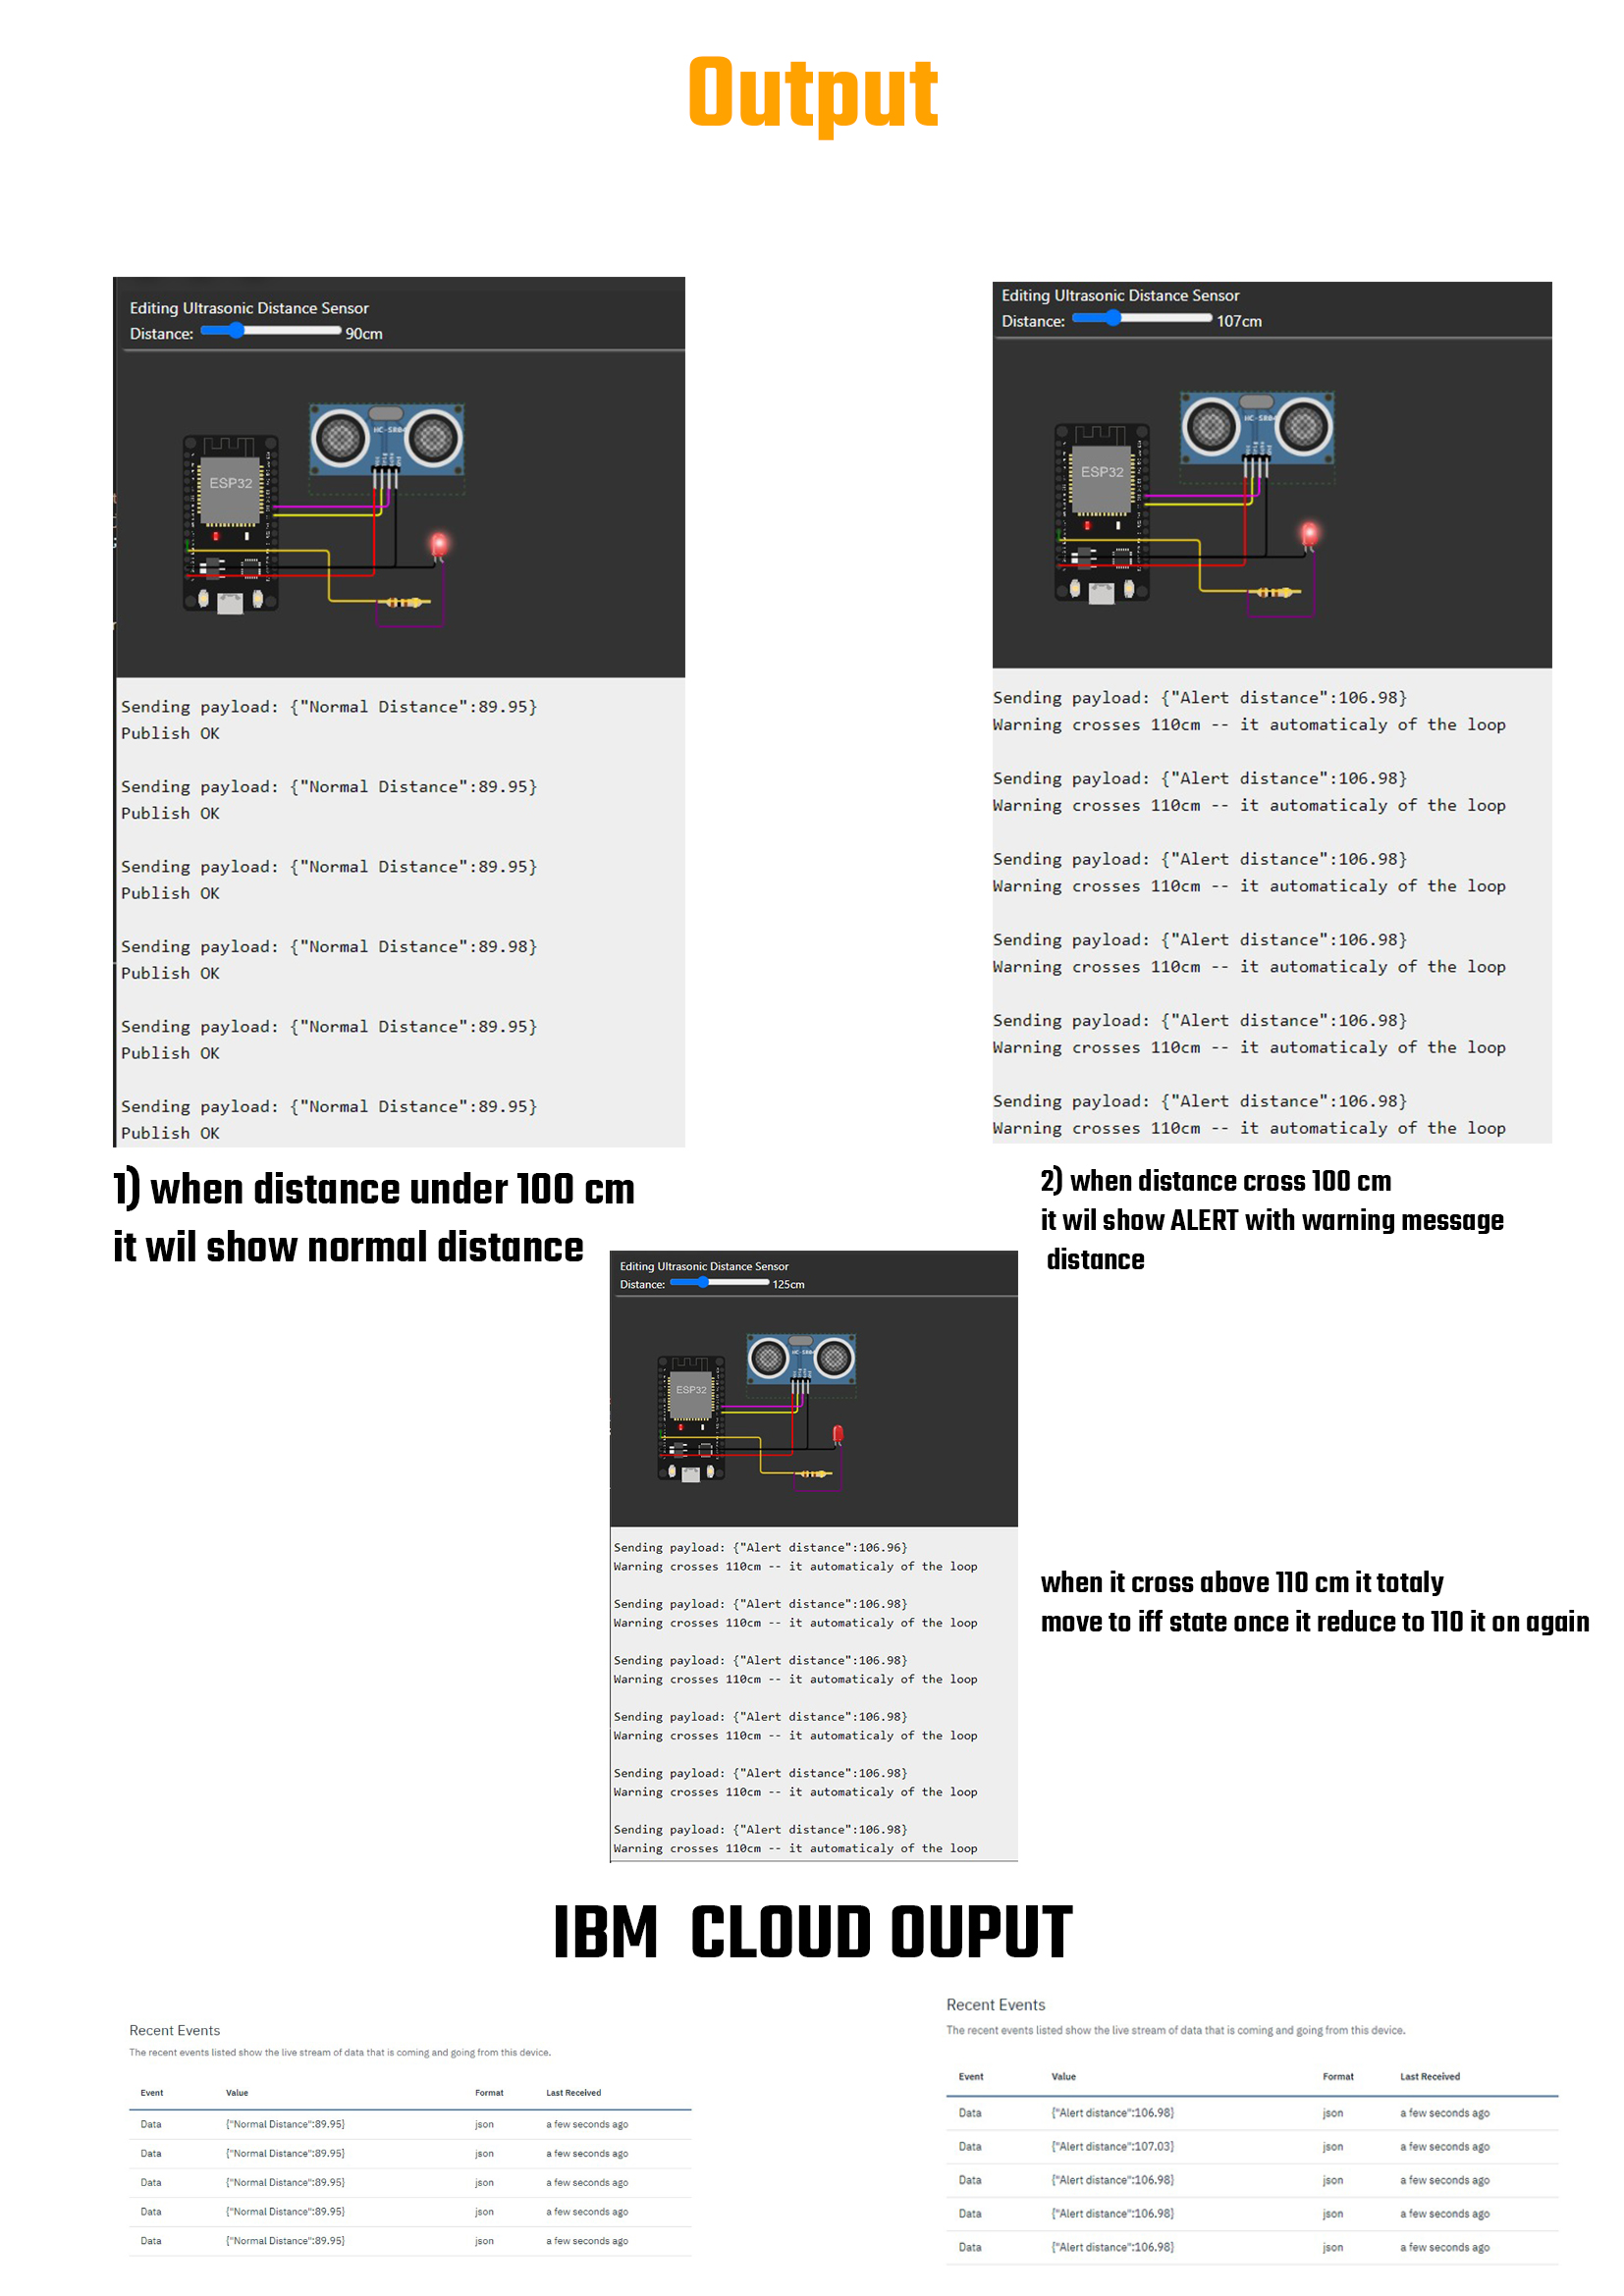 Output
Editing Ultrasonic Distance Sensor
Distance: 90cm
HC-SR04
ESP32
Sending payload: {"Normal Distance":89.95}
Publish OK
Sending payload: {"Normal Distance":89.95}
Publish OK
Sending payload: {"Normal Distance":89.95}
Publish OK
Sending payload: {"Normal Distance":89.98}
Publish OK
Sending payload: {"Normal Distance":89.95}
Publish OK
Sending payload: {"Normal Distance":89.95}
Publish OK
1) when distance under 100 cm
it wil show normal distance
Editing Ultrasonic Distance Sensor
Distance: 107cm
HC-SR04
ESP32
Sending payload: {"Alert distance":106.98}
Warning crosses 110cm -- it automaticaly of the loop
Sending payload: {"Alert distance":106.98}
Warning crosses 110cm -- it automaticaly of the loop
Sending payload: {"Alert distance":106.98}
Warning crosses 110cm -- it automaticaly of the loop
Sending payload: {"Alert distance":106.98}
Warning crosses 110cm -- it automaticaly of the loop
Sending payload: {"Alert distance":106.98}
Warning crosses 110cm -- it automaticaly of the loop
Sending payload: {"Alert distance":106.98}
Warning crosses 110cm -- it automaticaly of the loop
2) when distance cross 100 cm
it wil show ALERT with warning message
distance
Editing Ultrasonic Distance Sensor
Distance: 125cm
HC-SR04
ESP32
Sending payload: {"Alert distance":106.96}
Warning crosses 110cm -- it automaticaly of the loop
Sending payload: {"Alert distance":106.98}
Warning crosses 110cm -- it automaticaly of the loop
Sending payload: {"Alert distance":106.98}
Warning crosses 110cm -- it automaticaly of the loop
Sending payload: {"Alert distance":106.98}
Warning crosses 110cm -- it automaticaly of the loop
Sending payload: {"Alert distance":106.98}
Warning crosses 110cm -- it automaticaly of the loop
Sending payload: {"Alert distance":106.98}
Warning crosses 110cm -- it automaticaly of the loop
when it cross above 110 cm it totaly
move to iff state once it reduce to 110 it on again
IBM CLOUD OUPUT
Recent Events
The recent events listed show the live stream of data that is coming and going from this device.
Event Value Format Last Received
Data {"Normal Distance":89.95} json a few seconds ago
Data {"Normal Distance":89.95} json a few seconds ago
Data {"Normal Distance":89.95} json a few seconds ago
Data {"Normal Distance":89.95} json a few seconds ago
Data {"Normal Distance":89.95} json a few seconds ago
Recent Events
The recent events listed show the live stream of data that is coming and going from this device.
Event Value Format Last Received
Data {"Alert distance":106.98} json a few seconds ago
Data {"Alert distance":107.03} json a few seconds ago
Data {"Alert distance":106.98} json a few seconds ago
Data {"Alert distance":106.98} json a few seconds ago
Data {"Alert distance":106.98} json a few seconds ago